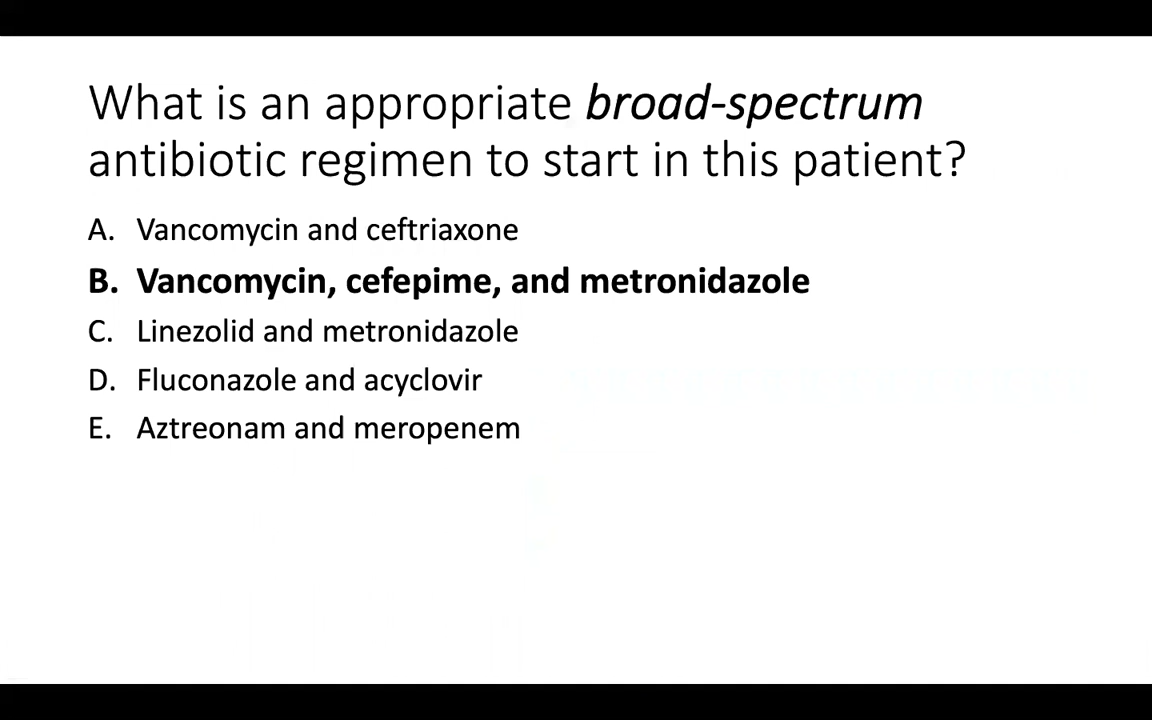 What is an appropriate broad-spectrum
antibiotic regimen to start in this patient?
A. Vancomycin and ceftriaxone
B. Vancomycin, cefepime, and metronidazole
C. Linezolid and metronidazole
D. Fluconazole and acyclovir
E. Aztreonam and meropenem